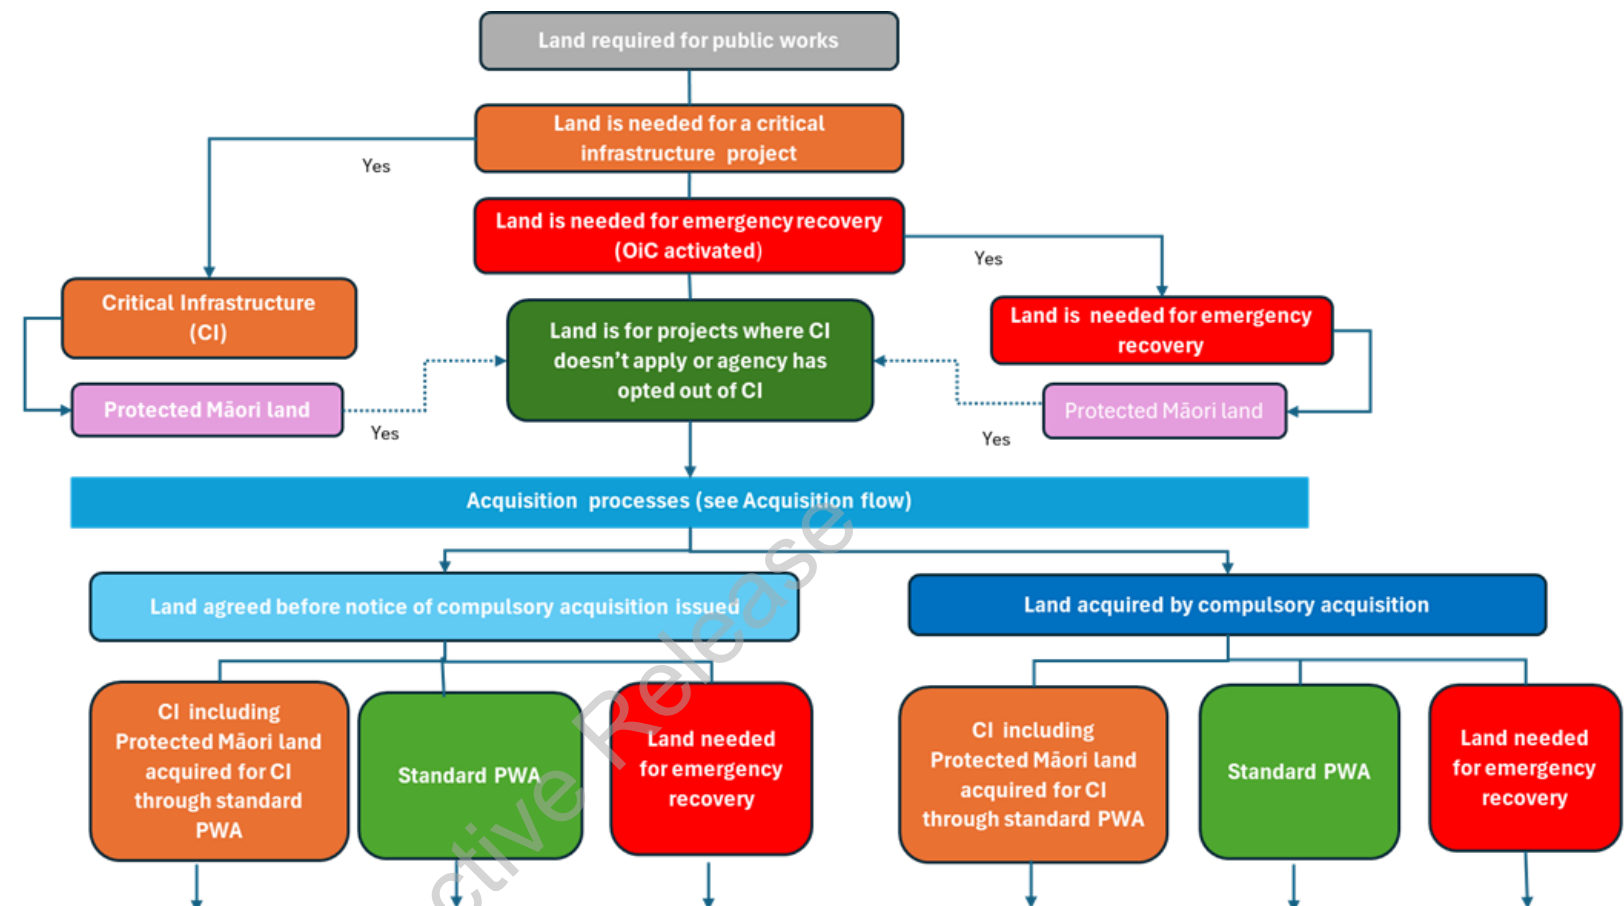 Land required for public works
Land is needed for a critical
infrastructure project
Yes
Land is needed for emergency recovery
(OiC activated)
Yes
Critical Infrastructure
(CI)
Land is for projects where CI
doesn't apply or agency has
opted out of CI
Land is needed for emergency
recovery
Protected Māori land
Yes
Protected Māori land
Yes
Acquisition processes (see Acquisition flow)
Land agreed before notice of compulsory acquisition issued
Land acquired by compulsory acquisition
CI including
Protected Māori land
acquired for CI
through standard
PWA
Standard PWA
Land needed
for emergency
recovery
CI including
Protected Māori land
acquired for CI
through standard PWA
Standard PWA
Land needed
for emergency
recovery
ctive Release